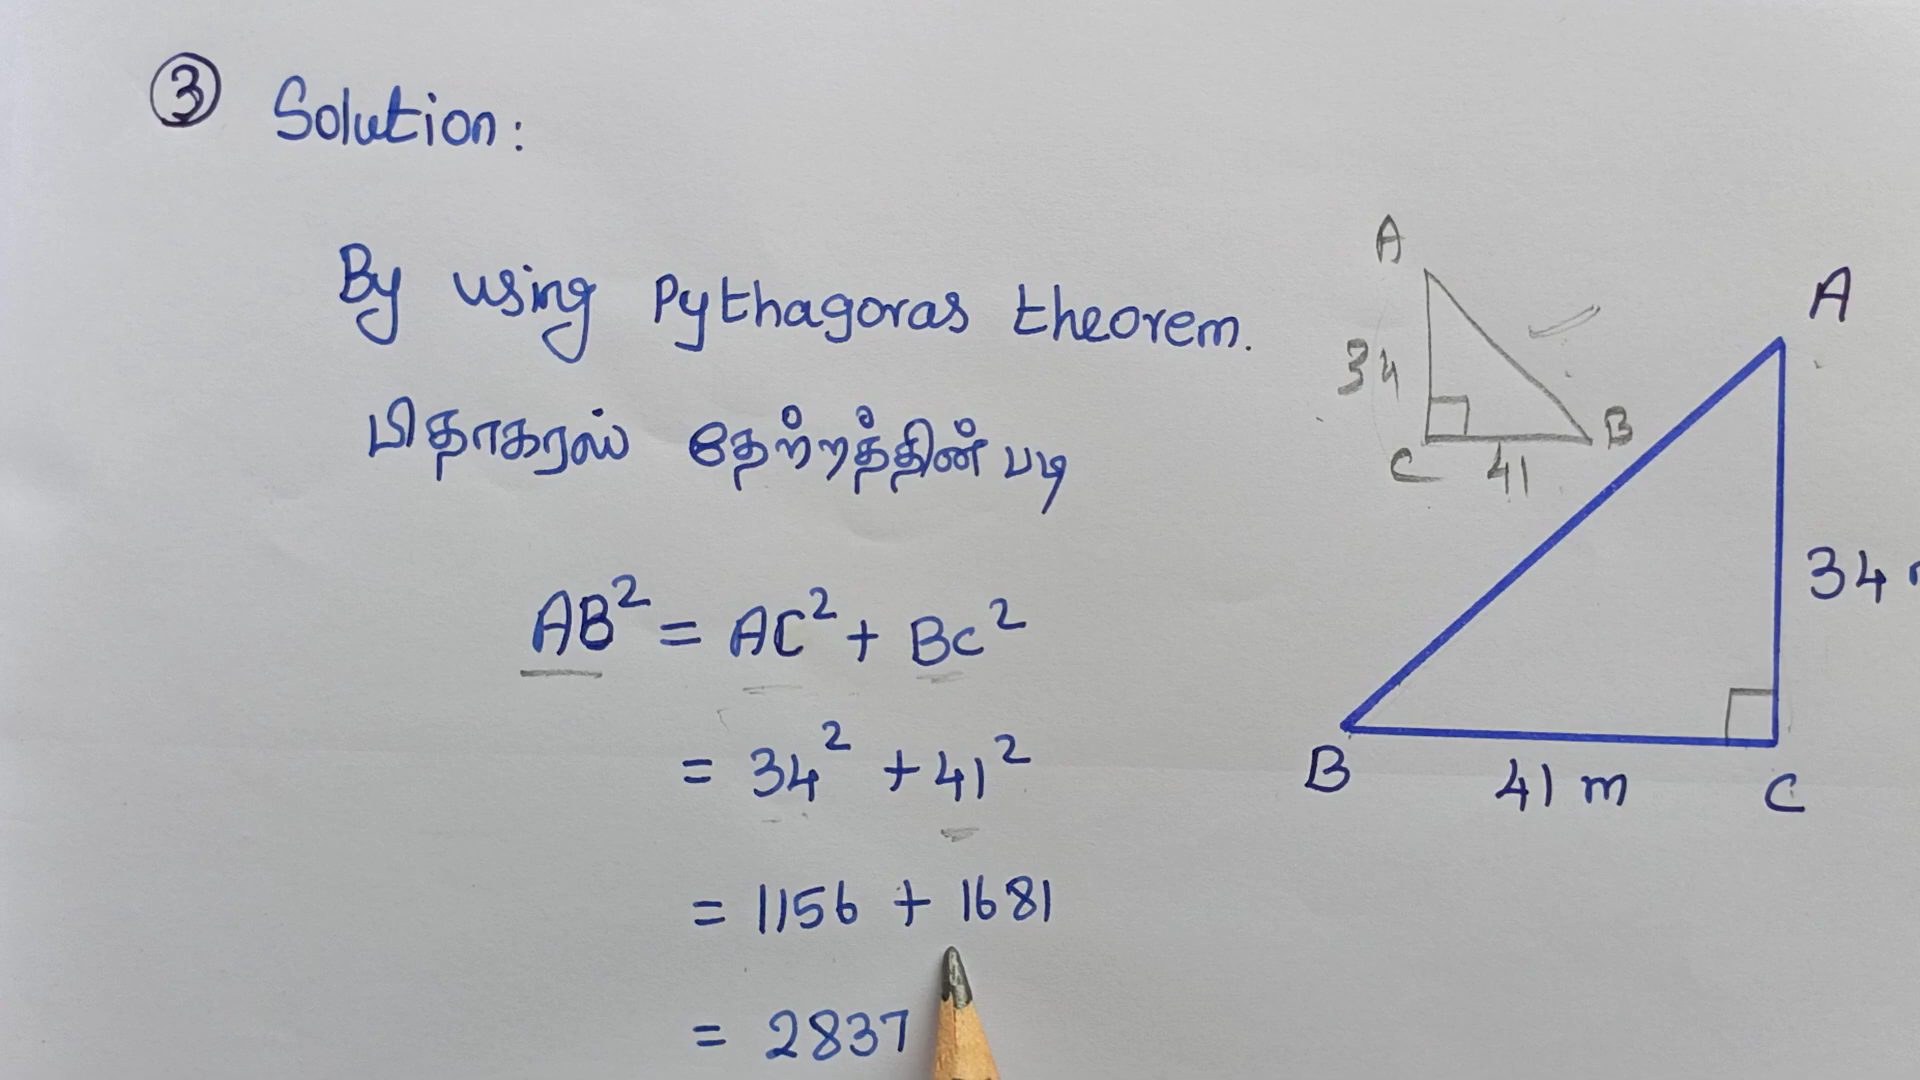 3 Solution:
By using Pythagoras theorem.
பிதாகரஸ் தேற்றத்தின் படி
AB² = AC² + BC²
= 34² + 41²
= 1156 + 1681
= 2837
A
34
C
41
B
A
34
B
41 m
C